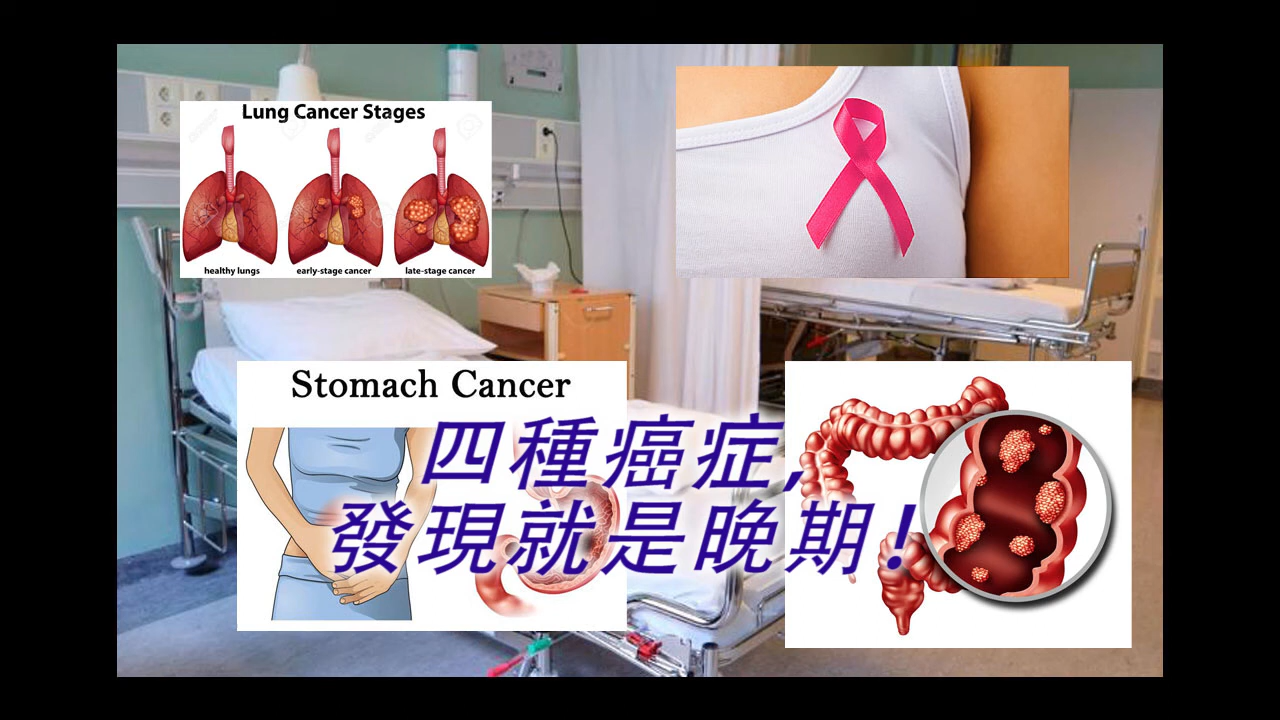 Lung Cancer Stages
healthy lungs early-stage cancer late-stage cancer
Stomach Cancer
四種癌症,
發現就是晚期!